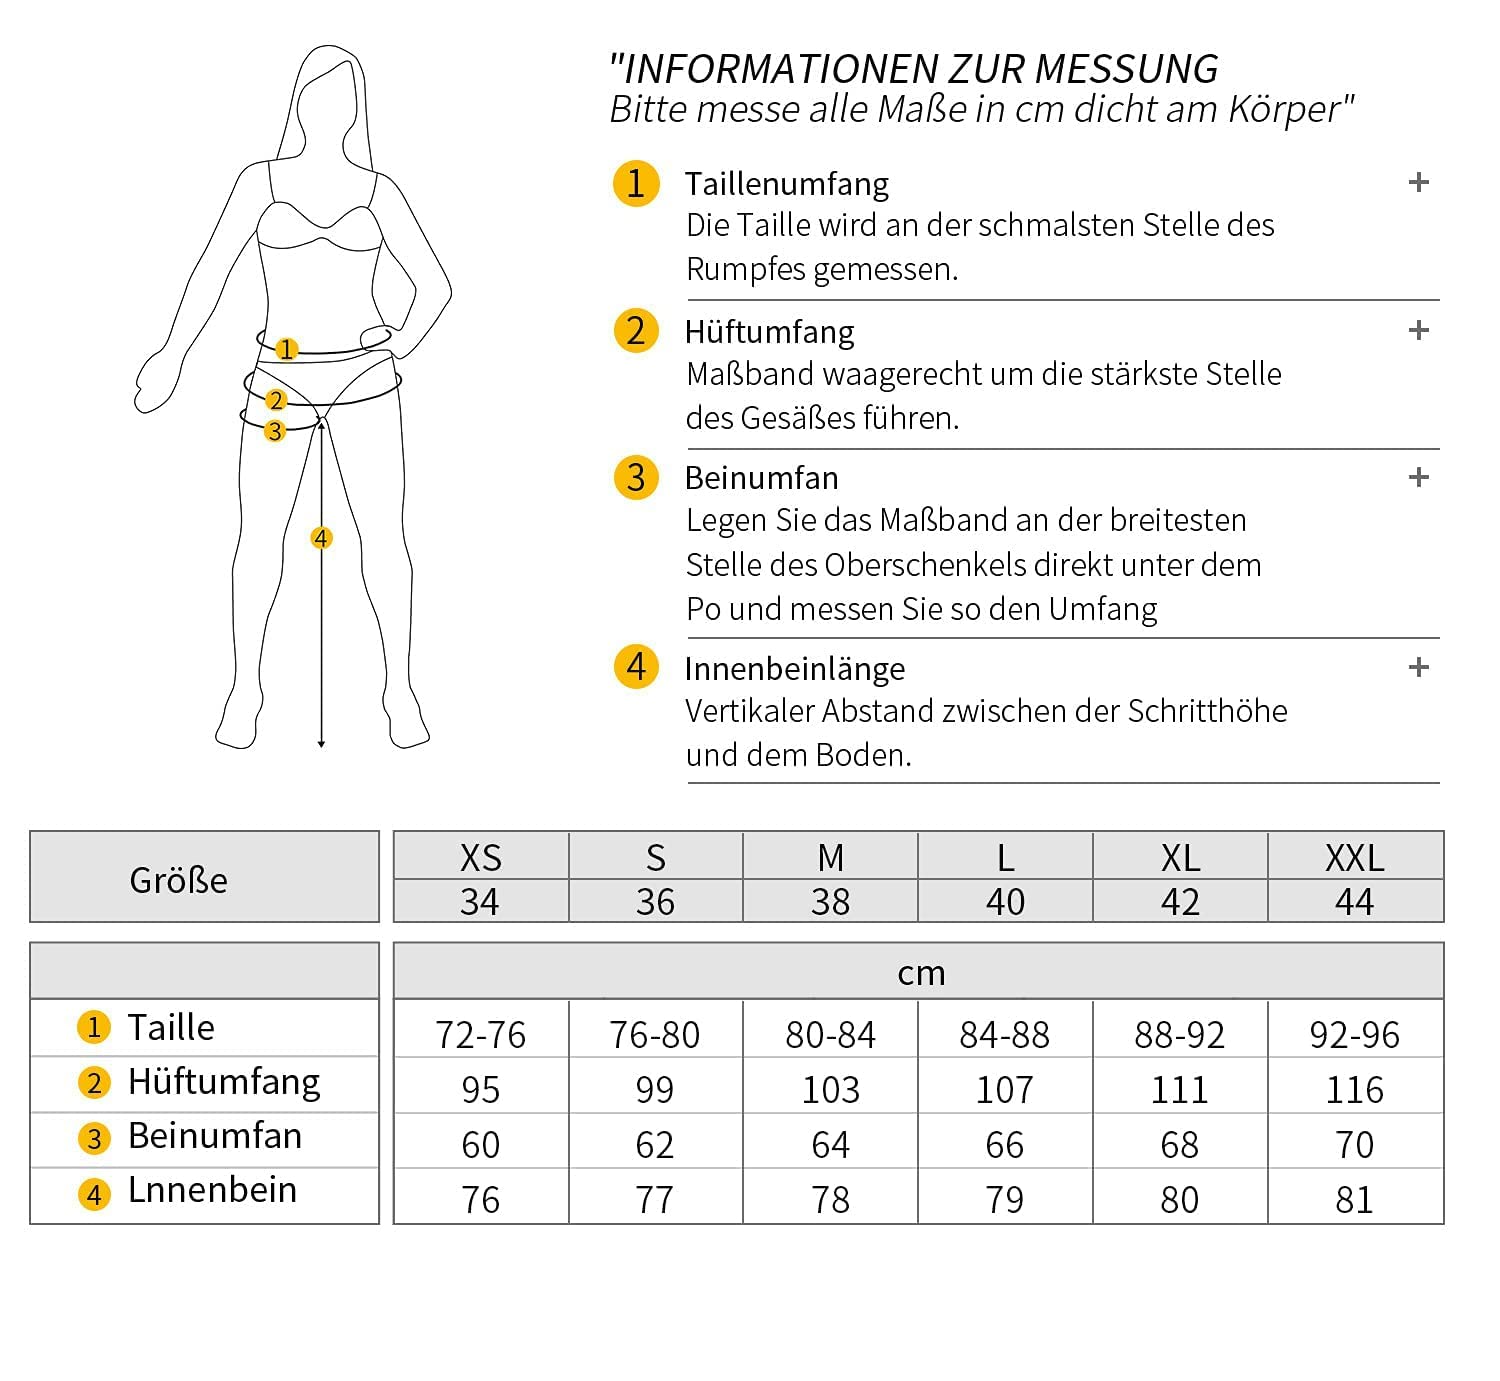 "INFORMATIONEN ZUR MESSUNG
Bitte messe alle Maße in cm dicht am Körper"
1 Taillenumfang +
Die Taille wird an der schmalsten Stelle des
Rumpfes gemessen.
2 Hüftumfang +
Maßband waagerecht um die stärkste Stelle
des Gesäßes führen.
3 Beinumfan +
Legen Sie das Maßband an der breitesten
Stelle des Oberschenkels direkt unter dem
Po und messen Sie so den Umfang
4 Innenbeinlänge +
Vertikaler Abstand zwischen der Schritthöhe
und dem Boden.
1
2
3
4
Größe XS S M L XL XXL
34 36 38 40 42 44
cm
1 Taille 72-76 76-80 80-84 84-88 88-92 92-96
2 Hüftumfang 95 99 103 107 111 116
3 Beinumfan 60 62 64 66 68 70
4 Lnnenbein 76 77 78 79 80 81